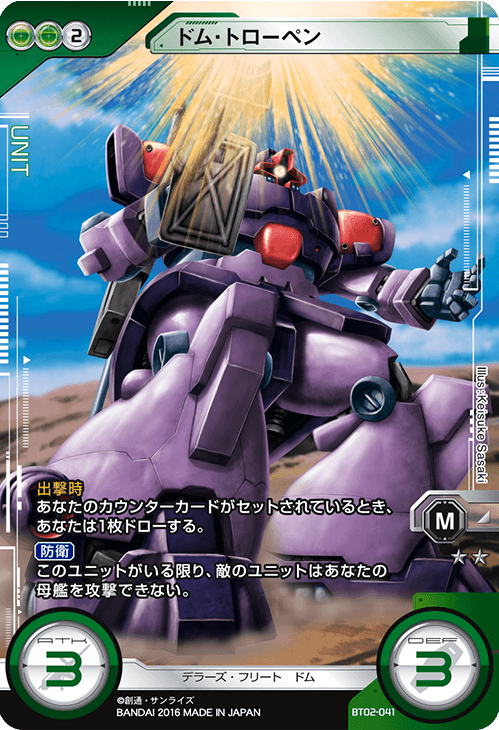 2
ドム・トローペン
UNIT
Illus:Keisuke Sasaki
出撃時
あなたのカウンターカードがセットされているとき、
あなたは1枚ドローする。
防衛
このユニットがいる限り、敵のユニットはあなたの
母艦を攻撃できない。
M
ATK
3
DEF
3
デラーズ・フリート ドム
©創通・サンライズ
BANDAI 2016 MADE IN JAPAN
BT02-041